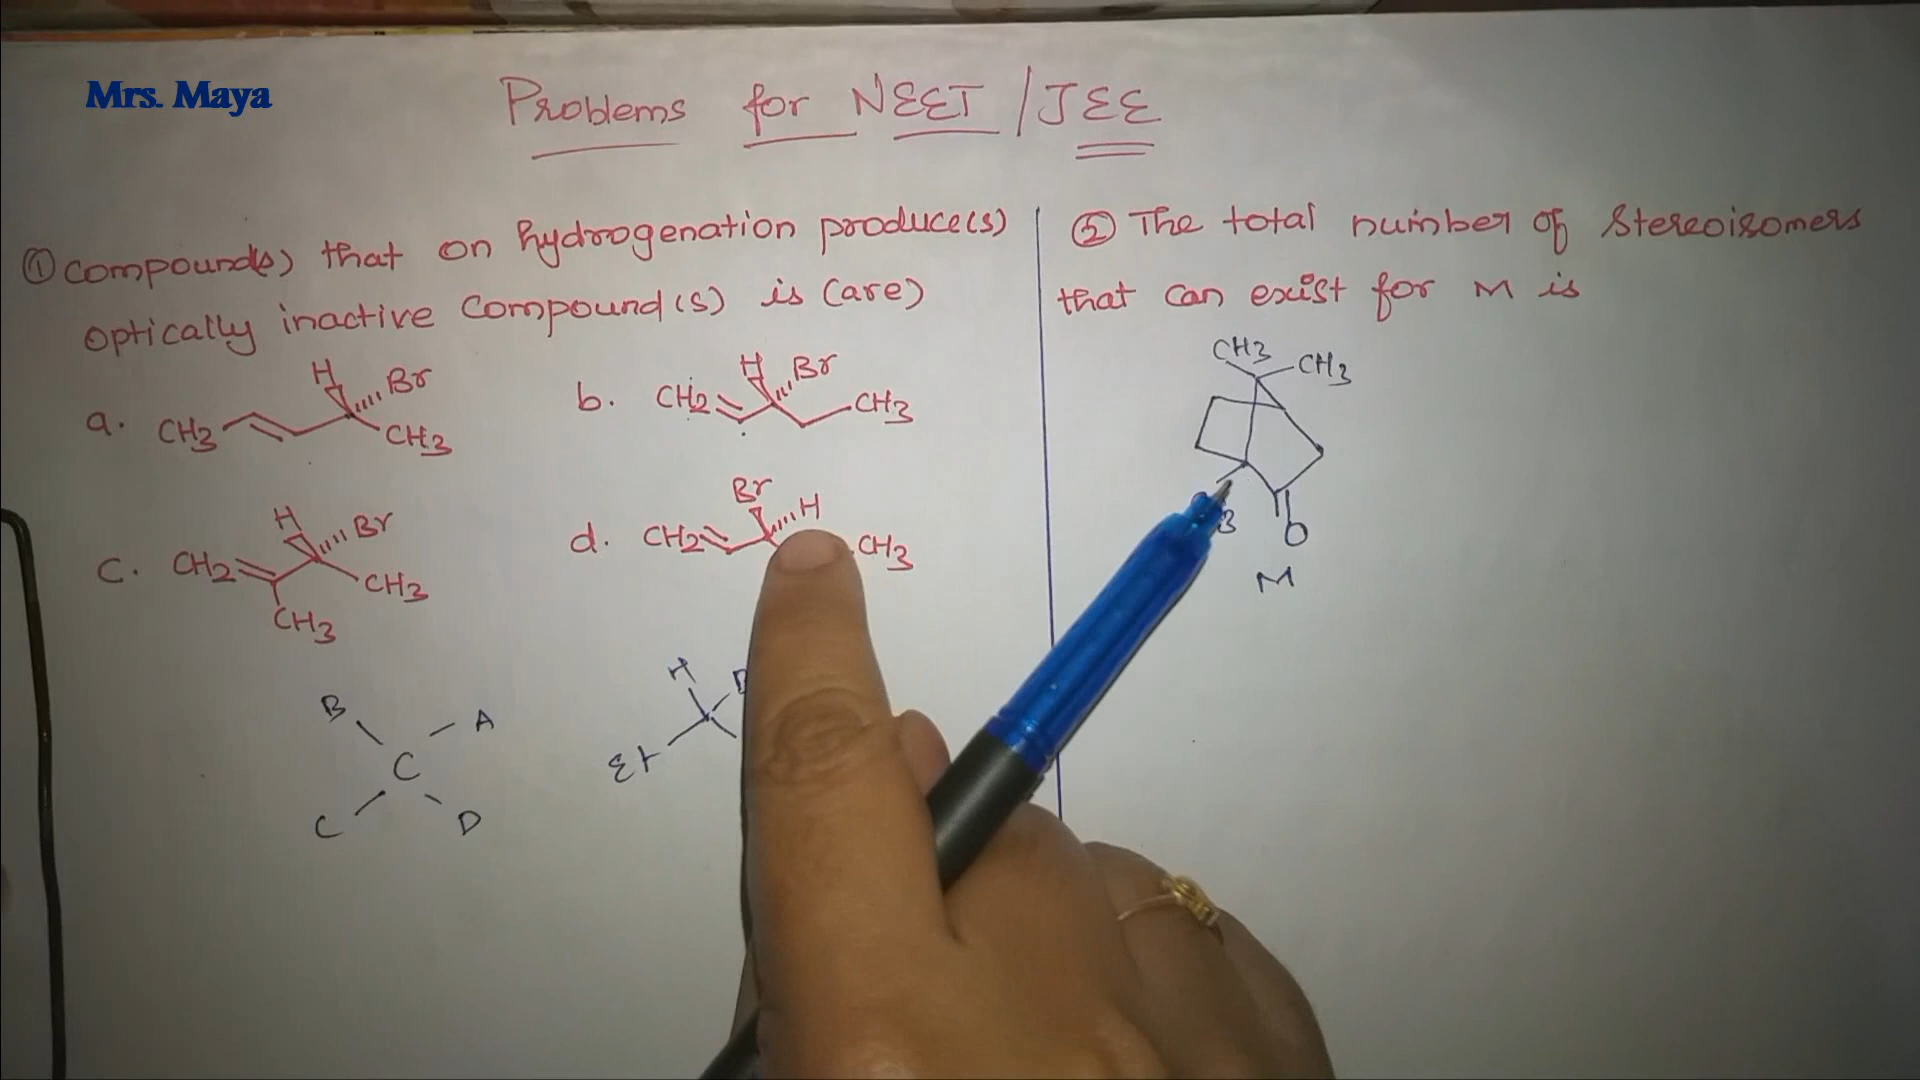 Mrs. Maya
Problems for NEET / JEE
① Compound(s) that on hydrogenation produce(s)
optically inactive compound(s) is (are)
a. CH3 H Br CH3
b. CH2 H Br CH3
c. CH2 H Br CH3
CH3
d. CH2 Br H CH3
B A
C
C D
H
Et
② The total number of Stereoisomers
that can exist for M is
CH3 CH3
3 O
M